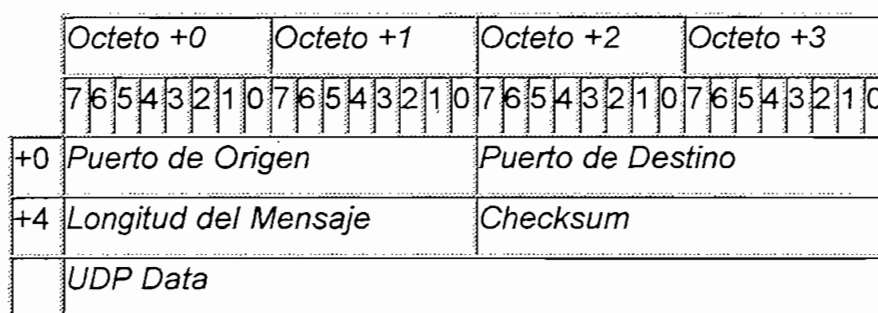 Octeto +0 Octeto +1 Octeto +2 Octeto +3
7 6 5 4 3 2 1 0 7 6 5 4 3 2 1 0 7 6 5 4 3 2 1 0 7 6 5 4 3 2 1 0
+0 Puerto de Origen Puerto de Destino
+4 Longitud del Mensaje Checksum
UDP Data